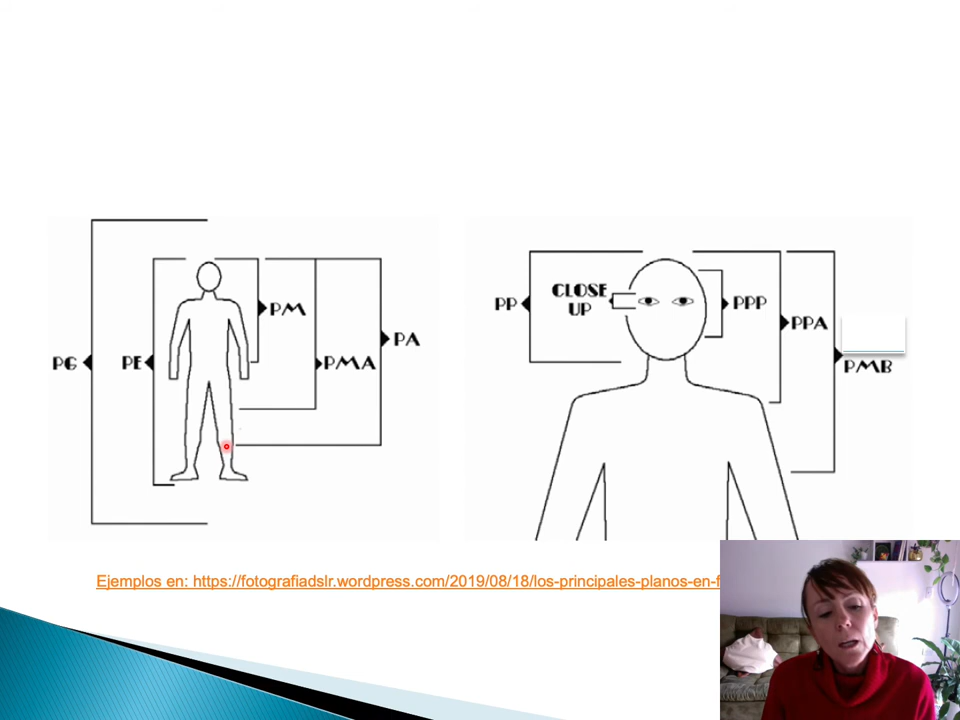 PG
PE
PM
PMA
PA
PP
CLOSE
UP
PPP
PPA
PMB
Ejemplos en: https://fotografiadslr.wordpress.com/2019/08/18/los-principales-planos-en-f